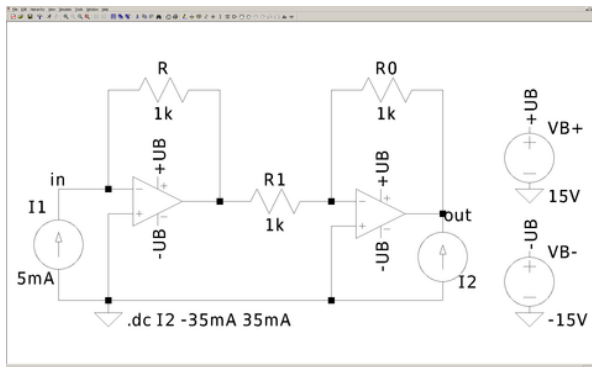 R
1k
R0
1k
+UB
VB+
15V
in
+UB
-UB
R1
1k
+UB
-UB
out
I1
5mA
I2
-UB
VB-
-15V
.dc I2 -35mA 35mA